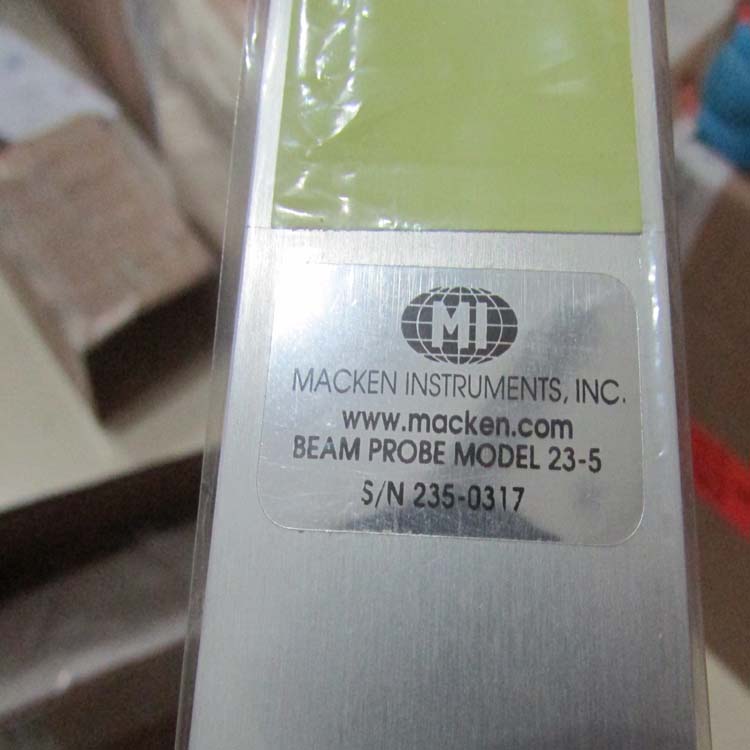 MI
MACKEN INSTRUMENTS, INC.
www.macken.com
BEAM PROBE MODEL 23-5
S/N 235-0317